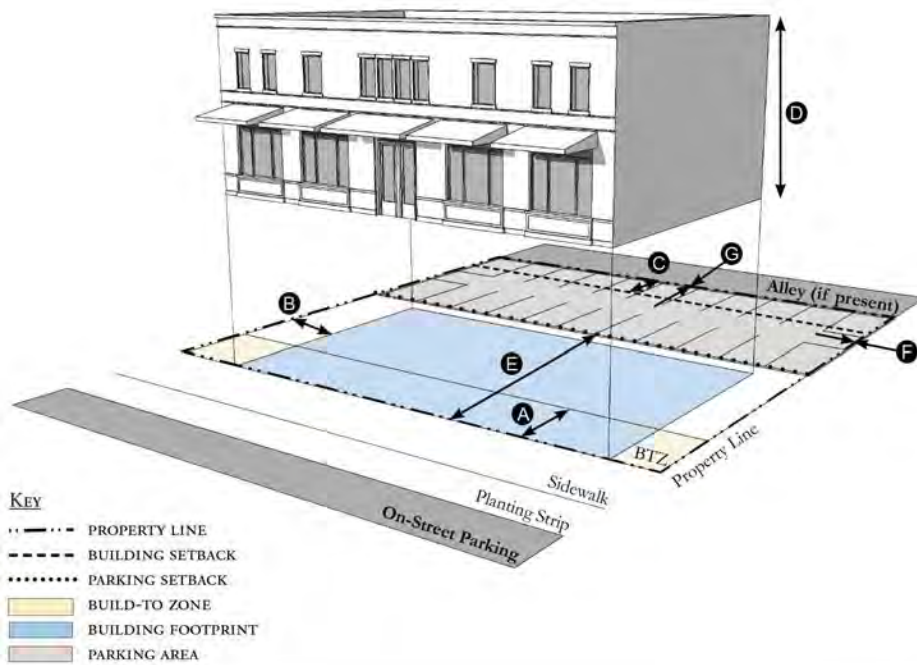 D
G
C
Alley (if present)
B
F
E
A
BTZ
Property Line
Sidewalk
Planting Strip
On-Street Parking
KEY
PROPERTY LINE
BUILDING SETBACK
PARKING SETBACK
BUILD-TO ZONE
BUILDING FOOTPRINT
PARKING AREA